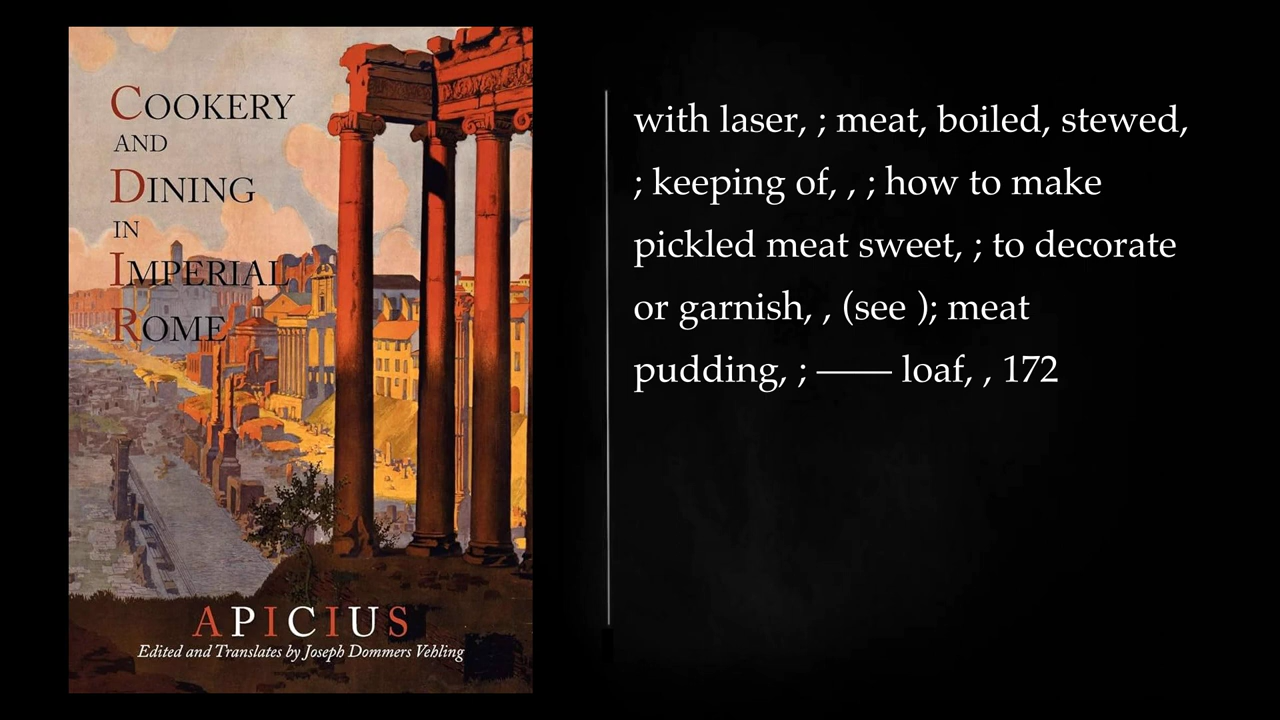 COOKERY
AND
DINING
IN
IMPERIAL
ROME
APICIUS
Edited and Translates by Joseph Dommers Vehling
with laser, ; meat, boiled, stewed,
; keeping of, , ; how to make
pickled meat sweet, ; to decorate
or garnish, , (see ); meat
pudding, ; —— loaf, , 172